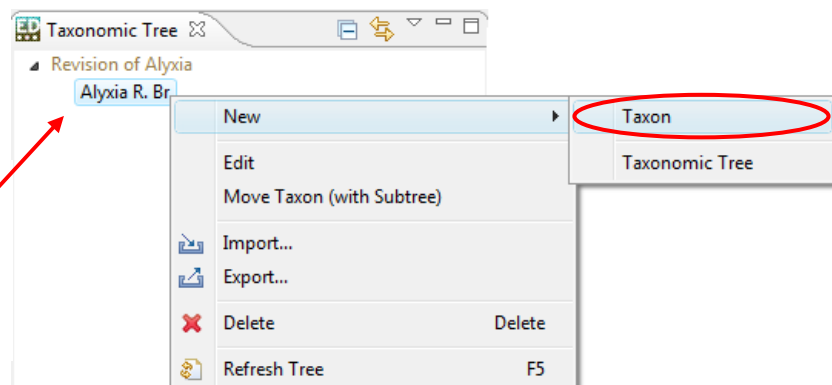 Taxonomic Tree
Revision of Alyxia
Alyxia R. Br.
New
Taxon
Edit
Taxonomic Tree
Move Taxon (with Subtree)
Import...
Export...
Delete Delete
Refresh Tree F5